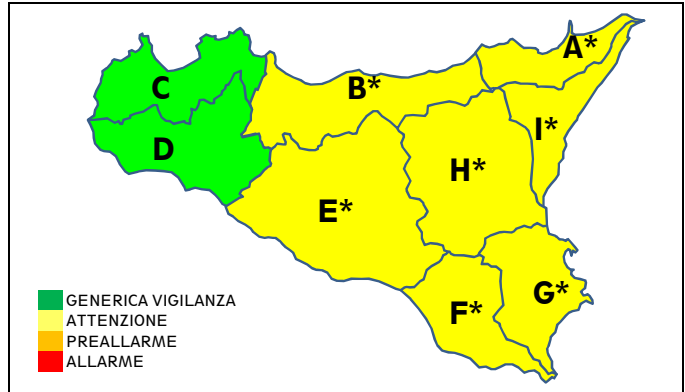 A*
B*
C
I*
D
H*
E*
G*
F*
GENERICA VIGILANZA
ATTENZIONE
PREALLARME
ALLARME